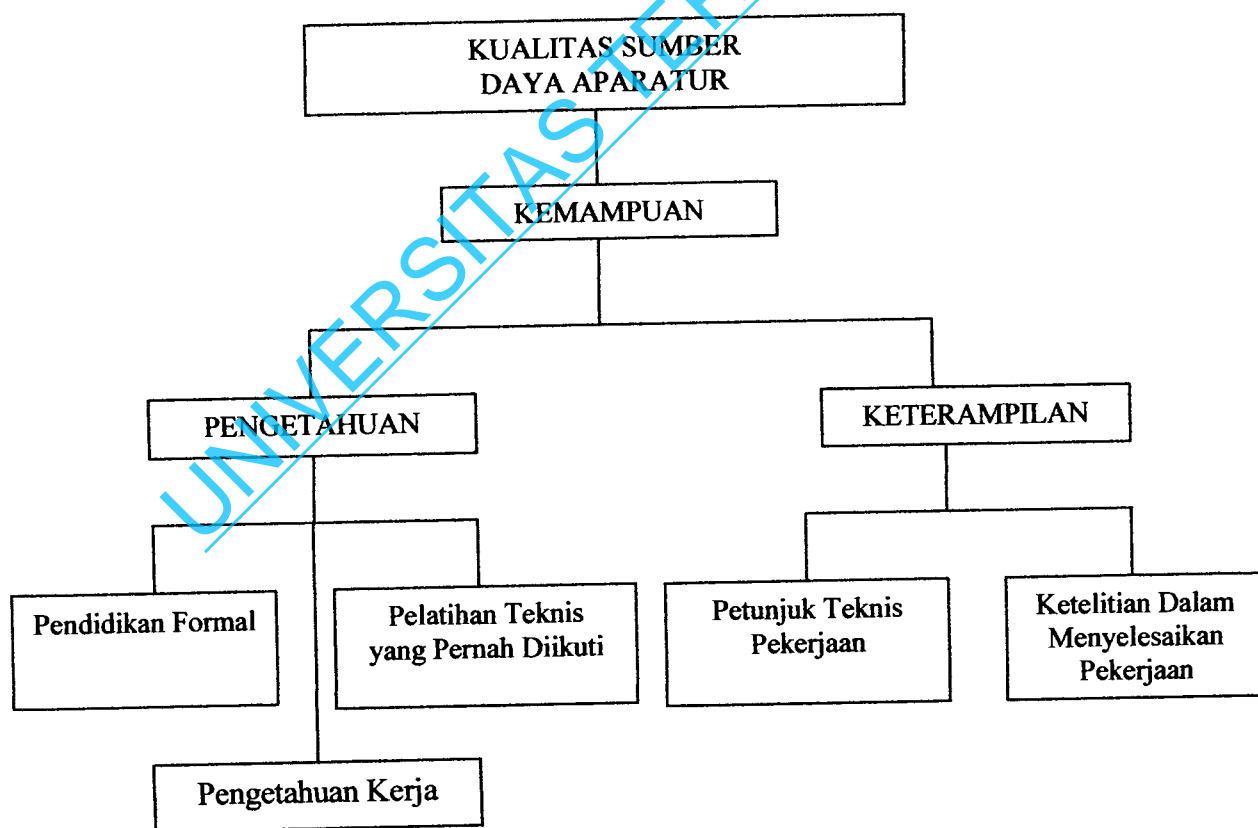 KUALITAS SUMBER
DAYA APARATUR
KEMAMPUAN
PENGETAHUAN
KETERAMPILAN
Pendidikan Formal
Pelatihan Teknis
yang Pernah Diikuti
Petunjuk Teknis
Pekerjaan
Ketelitian Dalam
Menyelesaikan
Pekerjaan
Pengetahuan Kerja
UNIVERSITAS